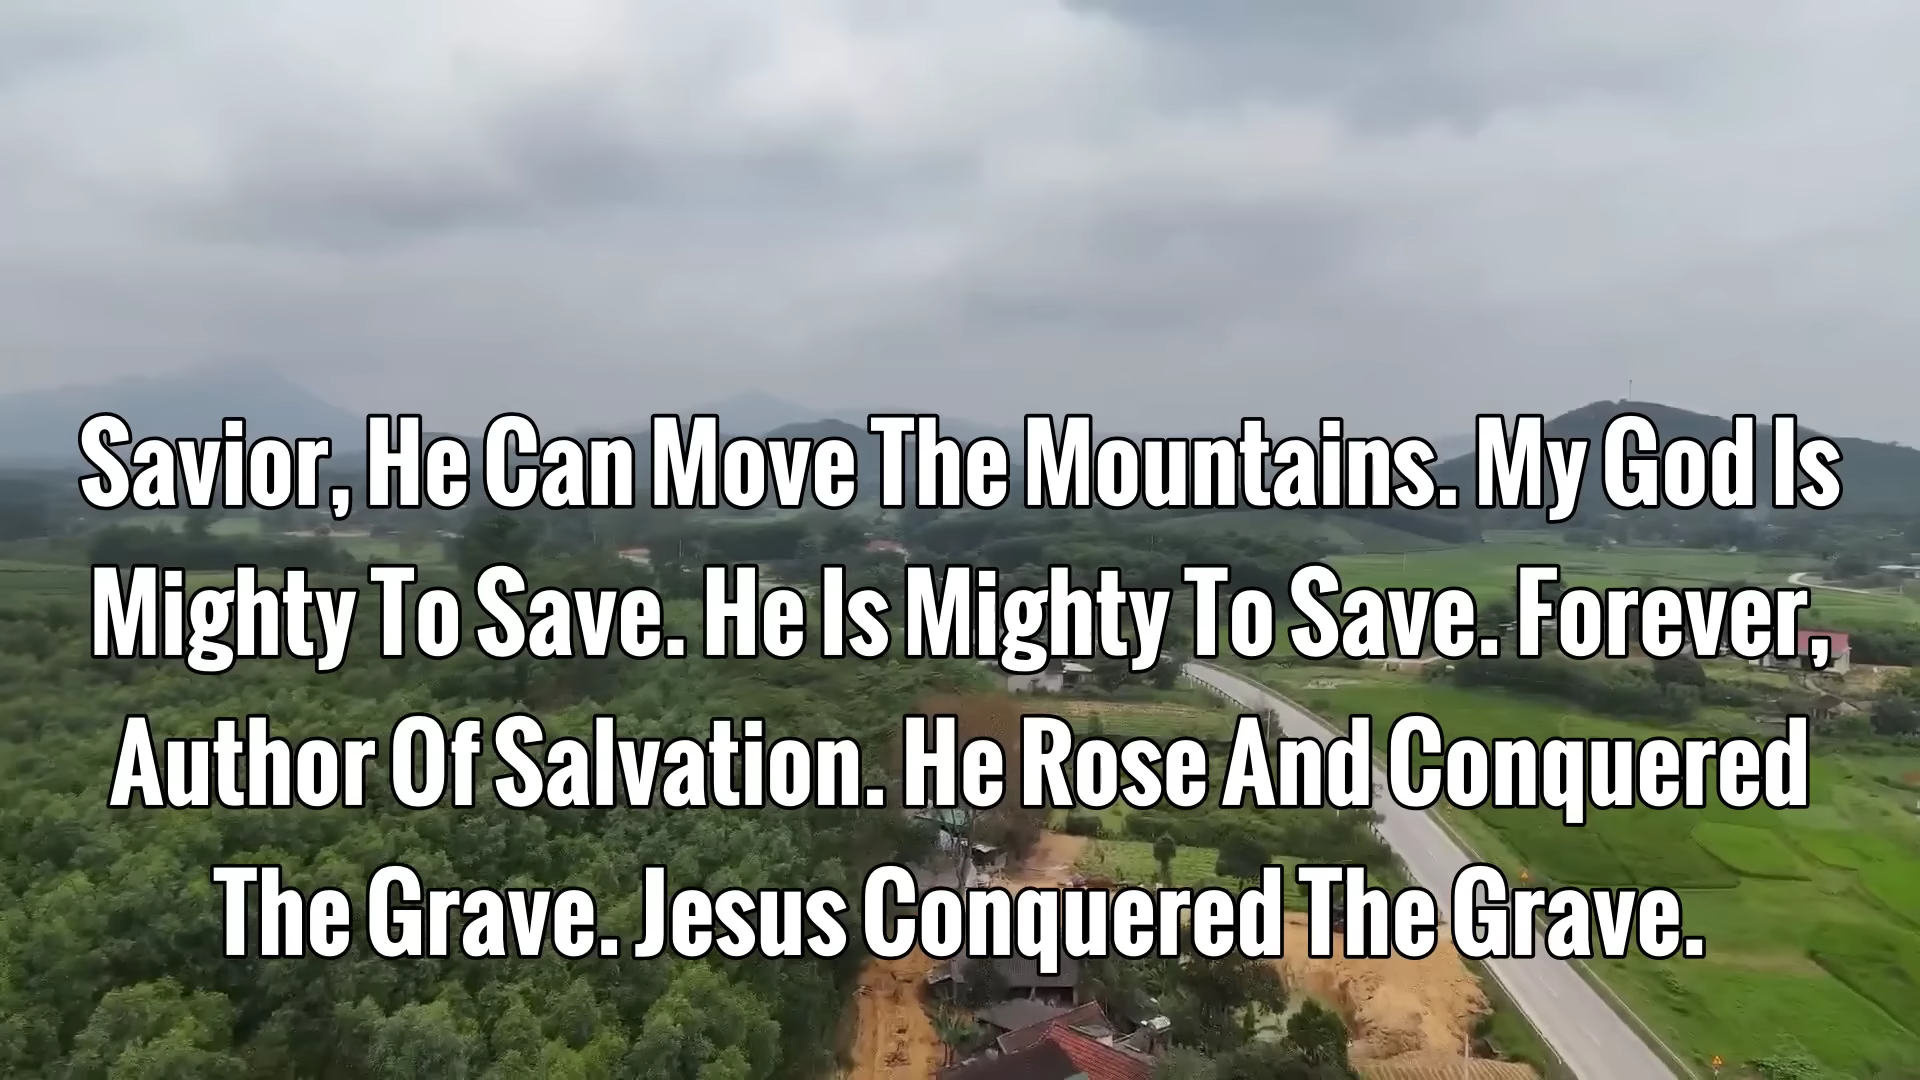 Savior, He Can Move The Mountains. My God Is
Mighty To Save. He Is Mighty To Save. Forever,
Author Of Salvation. He Rose And Conquered
The Grave. Jesus Conquered The Grave.